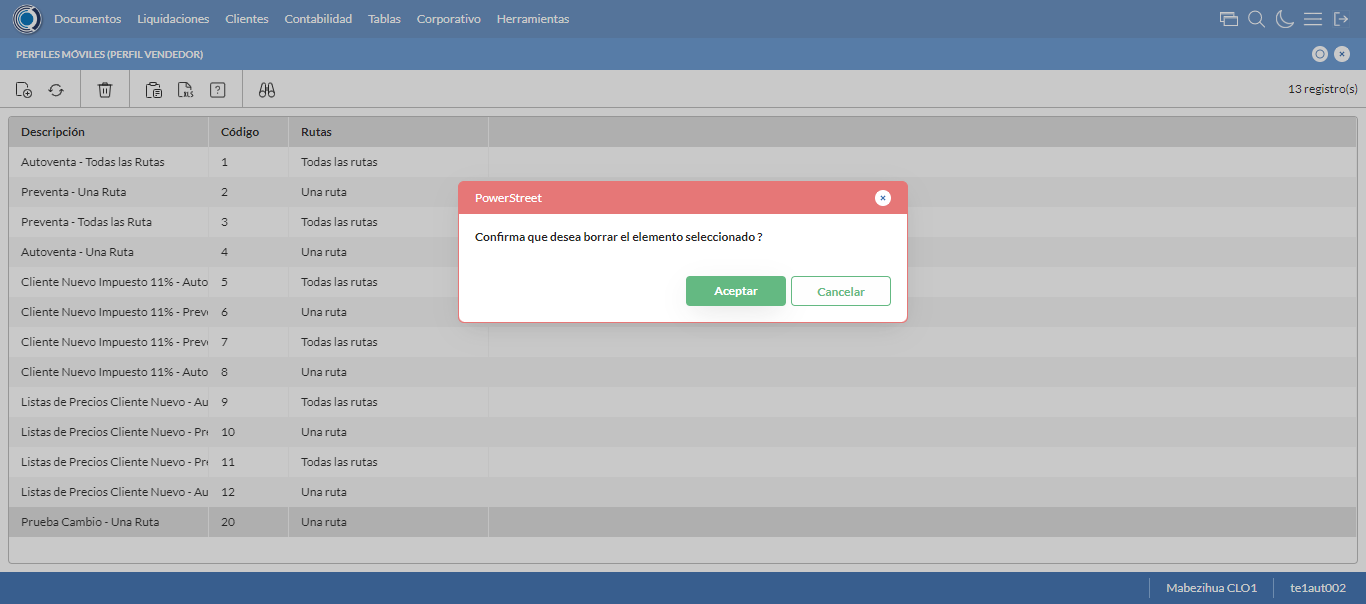 Documentos Liquidaciones Clientes Contabilidad Tablas Corporativo Herramientas
PERFILES MÓVILES (PERFIL VENDEDOR)
XLS ? 13 registro(s)
Descripción Código Rutas
Autoventa - Todas las Rutas 1 Todas las rutas
Preventa - Una Ruta 2 Una ruta
Preventa - Todas las Ruta 3 Todas las rutas
Autoventa - Una Ruta 4 Una ruta
Cliente Nuevo Impuesto 11% - Auto 5 Todas las rutas
Cliente Nuevo Impuesto 11% - Prev 6 Una ruta
Cliente Nuevo Impuesto 11% - Prev 7 Todas las rutas
Cliente Nuevo Impuesto 11% - Auto 8 Una ruta
Listas de Precios Cliente Nuevo - Au 9 Todas las rutas
Listas de Precios Cliente Nuevo - Pr 10 Una ruta
Listas de Precios Cliente Nuevo - Pr 11 Todas las rutas
Listas de Precios Cliente Nuevo - Au 12 Una ruta
Prueba Cambio - Una Ruta 20 Una ruta
PowerStreet
Confirma que desea borrar el elemento seleccionado ?
Aceptar Cancelar
Mabezihua CLO1 te1aut002